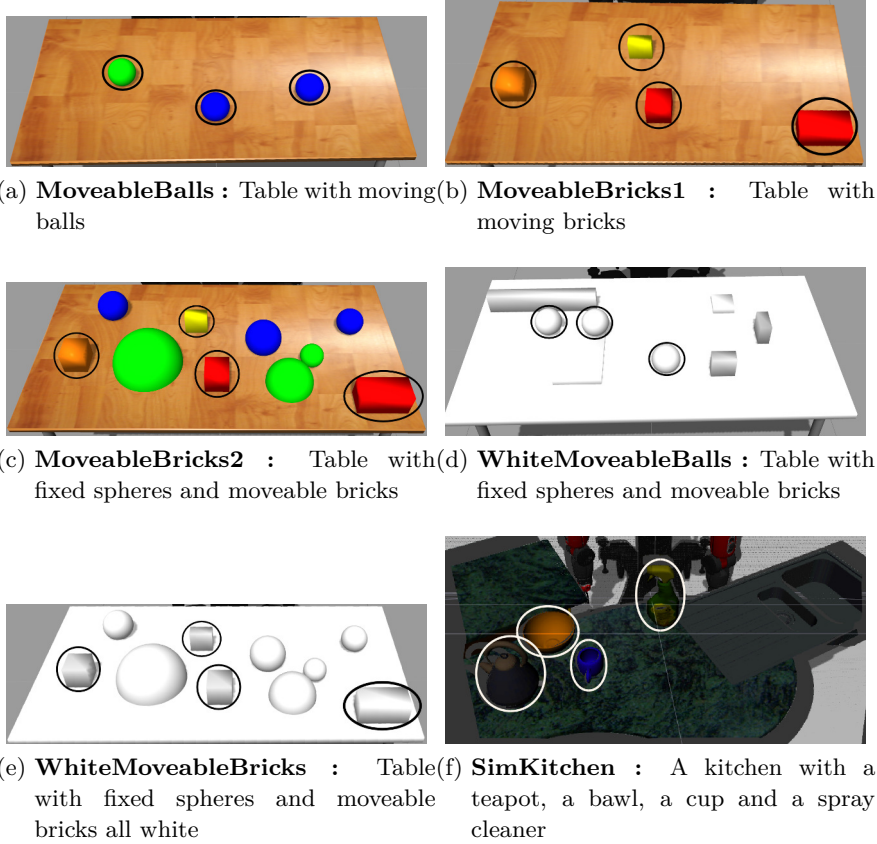 (a) MoveableBalls : Table with moving
balls
(b) MoveableBricks1 : Table with
moving bricks
(c) MoveableBricks2 : Table with
fixed spheres and moveable bricks
(d) WhiteMoveableBalls : Table with
fixed spheres and moveable bricks
(e) WhiteMoveableBricks : Table
with fixed spheres and moveable
bricks all white
(f) SimKitchen : A kitchen with a
teapot, a bawl, a cup and a spray
cleaner